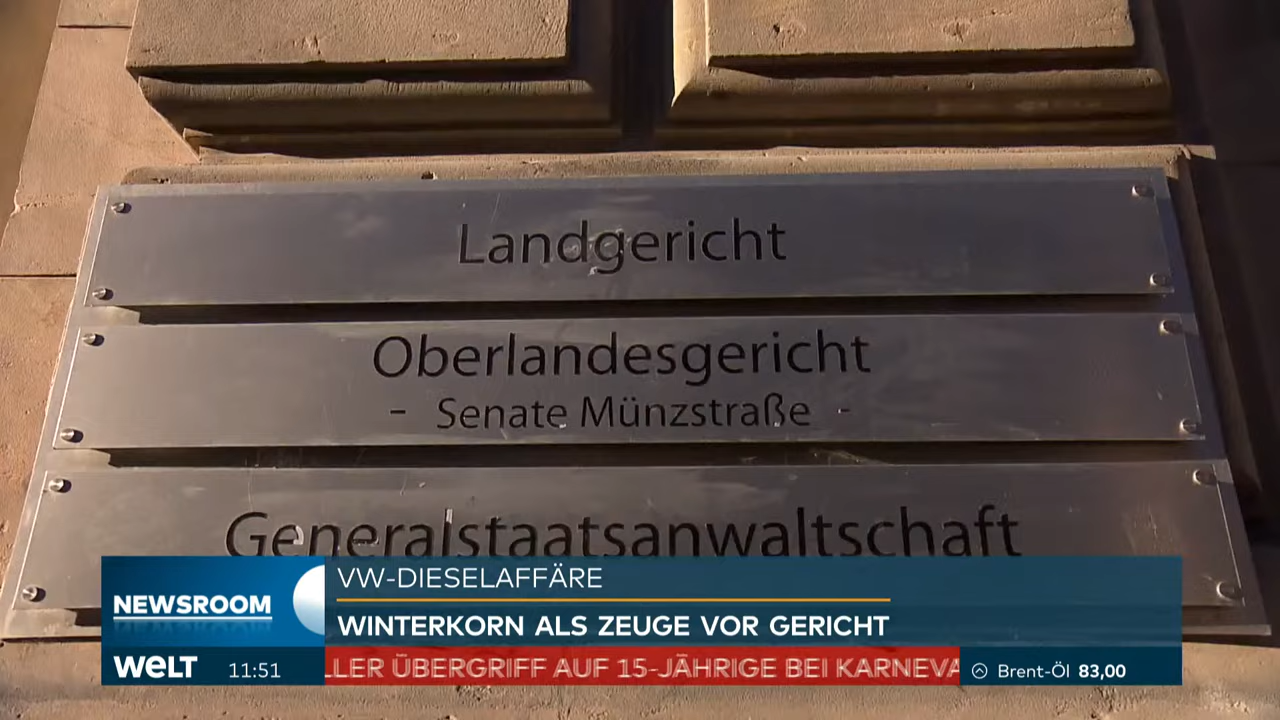 Landgericht
Oberlandesgericht
- Senate Münzstraße -
Generalstaatsanwaltschaft
VW-DIESELAFFÄRE
NEWSROOM
WINTERKORN ALS ZEUGE VOR GERICHT
welt 11:51 LLER ÜBERGRIFF AUF 15-JÄHRIGE BEI KARNEVA Brent-Öl 83,00